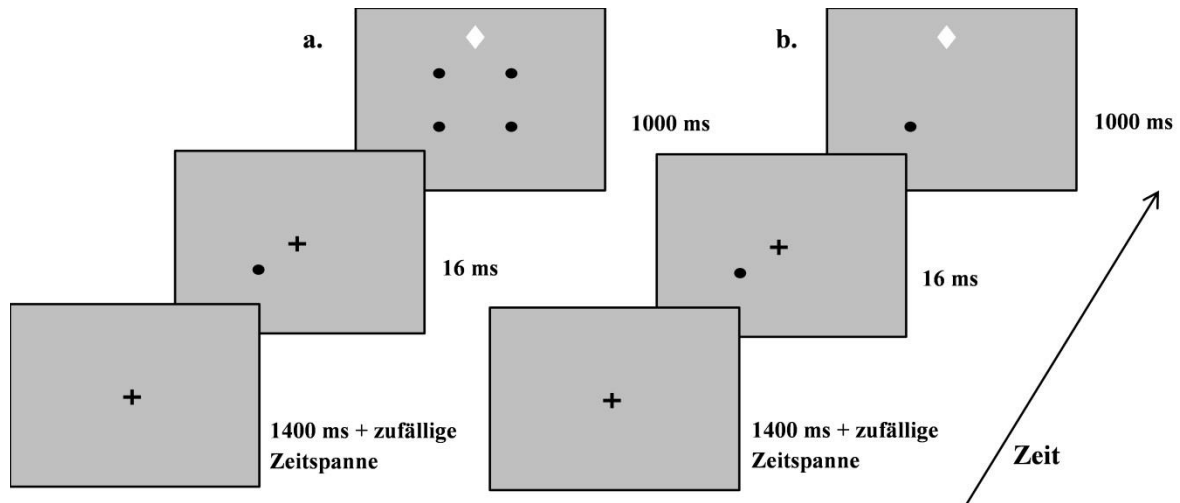 a.
1000 ms
16 ms
1400 ms + zufällige
Zeitspanne
b.
1000 ms
16 ms
1400 ms + zufällige
Zeitspanne
Zeit